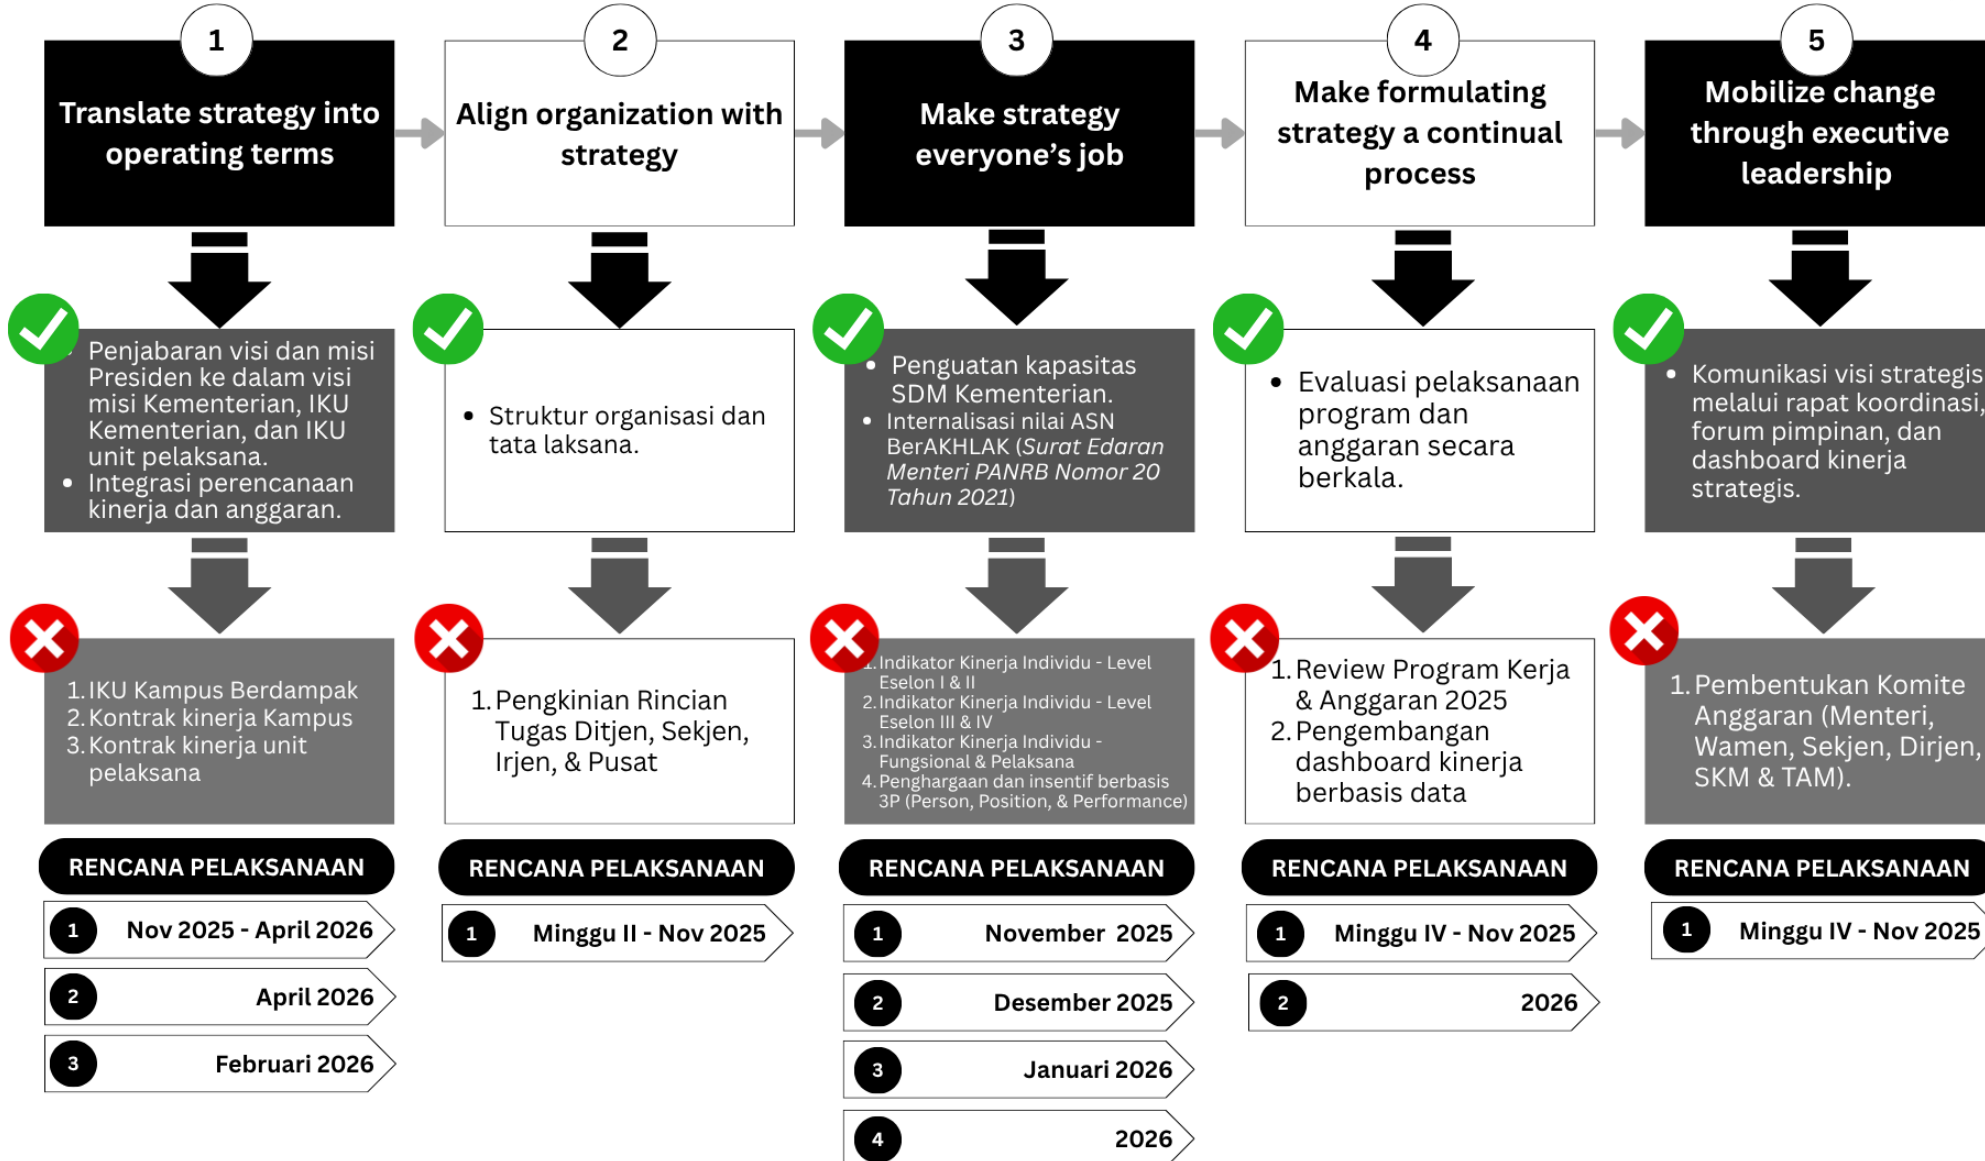 1
Translate strategy into
operating terms
2
Align organization with
strategy
3
Make strategy
everyone’s job
4
Make formulating
strategy a continual
process
5
Mobilize change
through executive
leadership
• Penjabaran visi dan misi
Presiden ke dalam visi
misi Kementerian, IKU
Kementerian, dan IKU
unit pelaksana.
• Integrasi perencanaan
kinerja dan anggaran.
• Struktur organisasi dan
tata laksana.
• Penguatan kapasitas
SDM Kementerian.
• Internalisasi nilai ASN
BerAKHLAK (Surat Edaran
Menteri PANRB Nomor 20
Tahun 2021)
• Evaluasi pelaksanaan
program dan
anggaran secara
berkala.
• Komunikasi visi strategis
melalui rapat koordinasi,
forum pimpinan, dan
dashboard kinerja
strategis.
1. IKU Kampus Berdampak
2. Kontrak kinerja Kampus
3. Kontrak kinerja unit
pelaksana
1. Pengkinian Rincian
Tugas Ditjen, Sekjen,
Irjen, & Pusat
1. Indikator Kinerja Individu - Level
Eselon I & II
2. Indikator Kinerja Individu - Level
Eselon III & IV
3. Indikator Kinerja Individu -
Fungsional & Pelaksana
4. Penghargaan dan insentif berbasis
3P (Person, Position, & Performance)
1. Review Program Kerja
& Anggaran 2025
2. Pengembangan
dashboard kinerja
berbasis data
1. Pembentukan Komite
Anggaran (Menteri,
Wamen, Sekjen, Dirjen,
SKM & TAM).
RENCANA PELAKSANAAN
1 Nov 2025 - April 2026
2 April 2026
3 Februari 2026
RENCANA PELAKSANAAN
1 Minggu II - Nov 2025
RENCANA PELAKSANAAN
1 November 2025
2 Desember 2025
3 Januari 2026
4 2026
RENCANA PELAKSANAAN
1 Minggu IV - Nov 2025
2 2026
RENCANA PELAKSANAAN
1 Minggu IV - Nov 2025